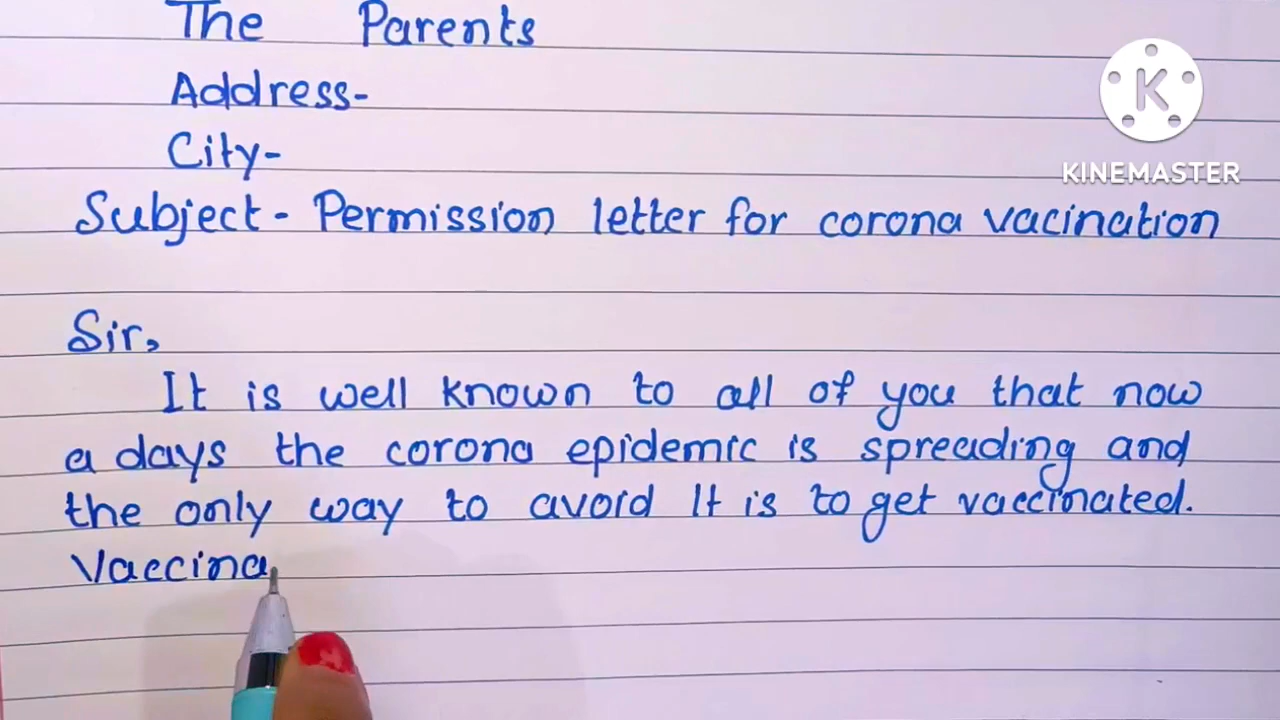 The Parents
Address-
City-
Subject- Permission letter for corona vacination
Sir,
It is well known to all of you that now
a days the corona epidemic is spreading and
the only way to avoid It is to get vaccinated.
Vaccina
K
KINEMASTER